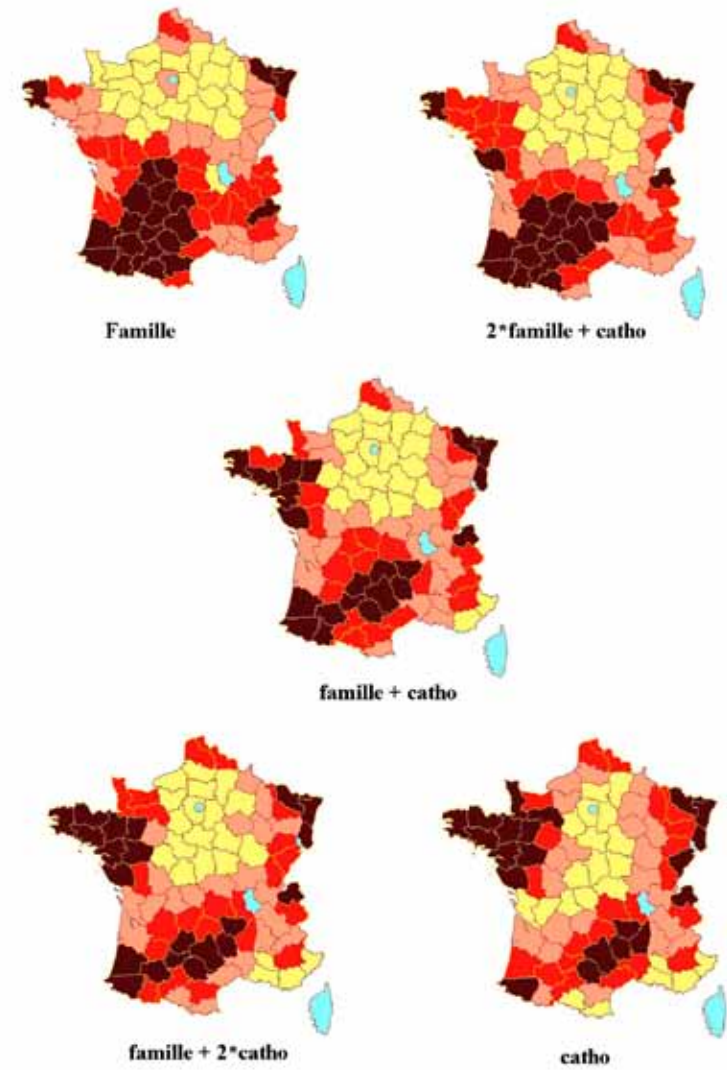 Famille
2*famille + catho
famille + catho
famille + 2*catho
catho